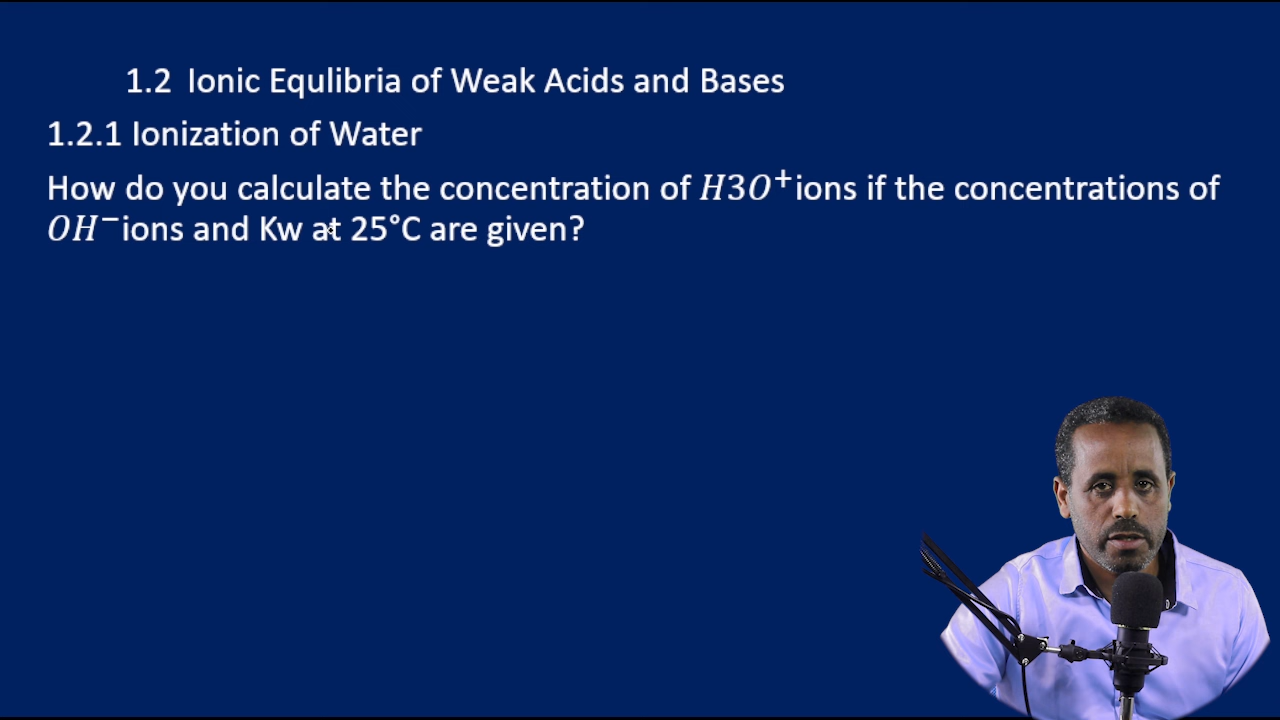 1.2 Ionic Equlibria of Weak Acids and Bases
1.2.1 Ionization of Water
How do you calculate the concentration of H3O⁺ions if the concentrations of
OH⁻ions and Kw at 25°C are given?